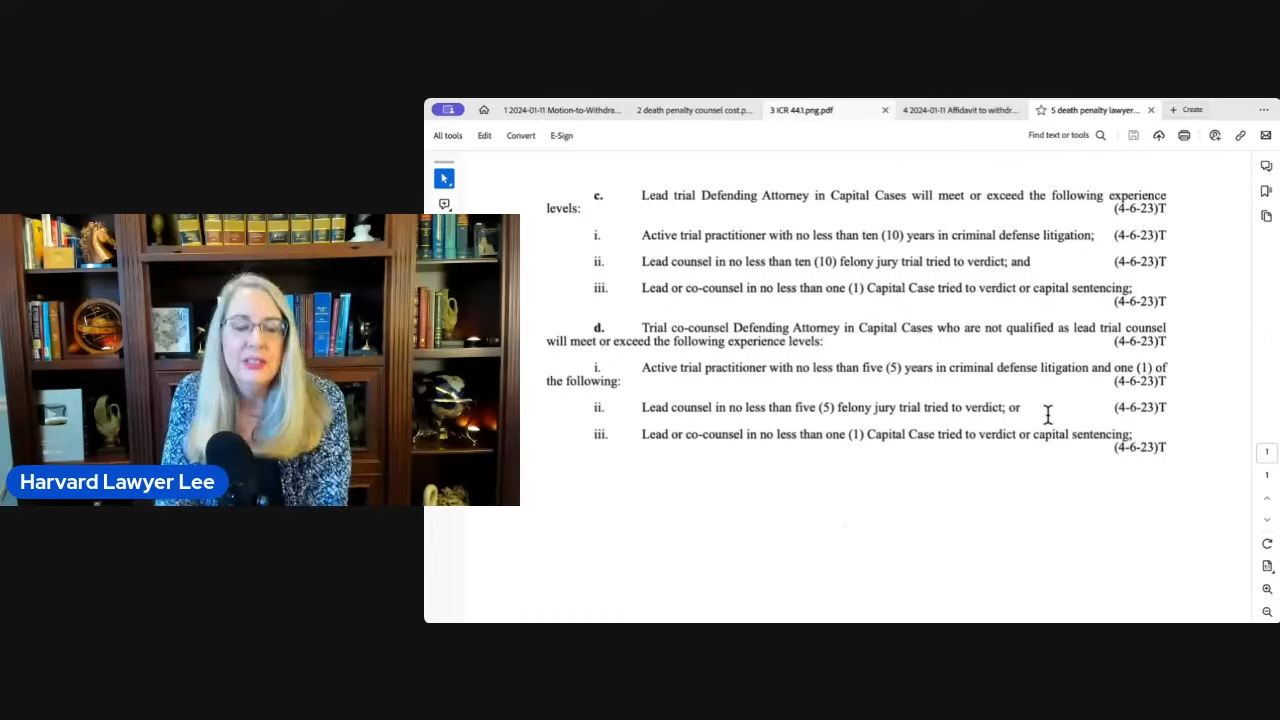 1 2024-01-11 Motion-to-Withdra...
2 death penalty counsel cost.p...
3 ICR 44.1.png.pdf
4 2024-01-11 Affidavit to withdr...
5 death penalty lawyer...
Create
All tools
Edit
Convert
E-Sign
Find text or tools
c. Lead trial Defending Attorney in Capital Cases will meet or exceed the following experience
levels: (4-6-23)T
i. Active trial practitioner with no less than ten (10) years in criminal defense litigation; (4-6-23)T
ii. Lead counsel in no less than ten (10) felony jury trial tried to verdict; and (4-6-23)T
iii. Lead or co-counsel in no less than one (1) Capital Case tried to verdict or capital sentencing;
(4-6-23)T
d. Trial co-counsel Defending Attorney in Capital Cases who are not qualified as lead trial counsel
will meet or exceed the following experience levels: (4-6-23)T
i. Active trial practitioner with no less than five (5) years in criminal defense litigation and one (1) of
the following: (4-6-23)T
ii. Lead counsel in no less than five (5) felony jury trial tried to verdict; or (4-6-23)T
iii. Lead or co-counsel in no less than one (1) Capital Case tried to verdict or capital sentencing;
(4-6-23)T
1
1
Harvard Lawyer Lee